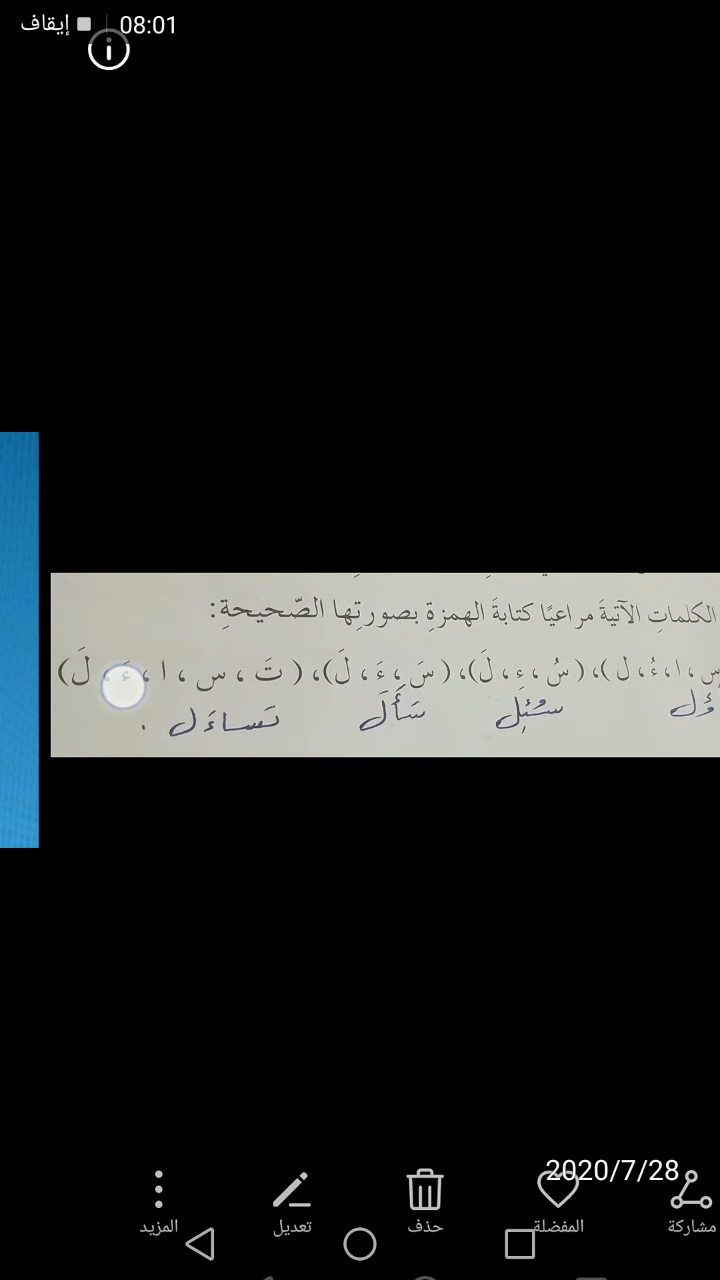 08:01
إيقاف
الكلماتِ الآتيةَ مراعيًا كتابةَ الهمزةِ بصورتِها الصّحيحةِ:
س، ا، ءُ، ل )، (سُ، ءِ، لَ)، (سَ، ءَ، لَ)، ( تَ، س، ا، ءَ، لَ)
ؤُل سُئِل سَأَلَ تَساءَل .
2020/7/28
مشاركة المفضلة حذف تعديل المزيد